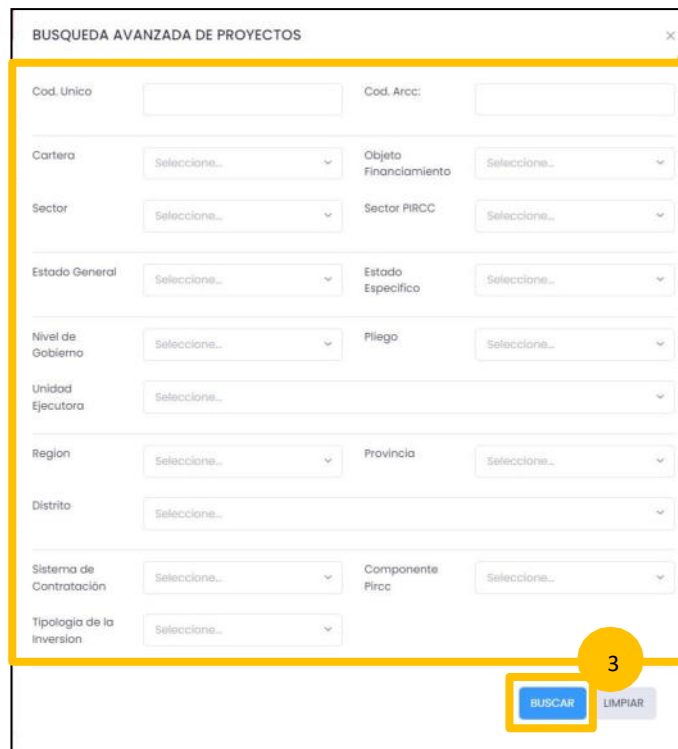 BUSQUEDA AVANZADA DE PROYECTOS ×
Cod. Unico Cod. Arcc:
Cartera Seleccione... Objeto Financiamiento Seleccione...
Sector Seleccione... Sector PIRCC Seleccione...
Estado General Seleccione... Estado Especifico Seleccione...
Nivel de Gobierno Seleccione... Pliego Seleccione...
Unidad Ejecutora Seleccione...
Region Seleccione... Provincia Seleccione...
Distrito Seleccione...
Sistema de Contratación Seleccione... Componente Pircc Seleccione...
Tipologia de la Inversion Seleccione...
3
BUSCAR LIMPIAR